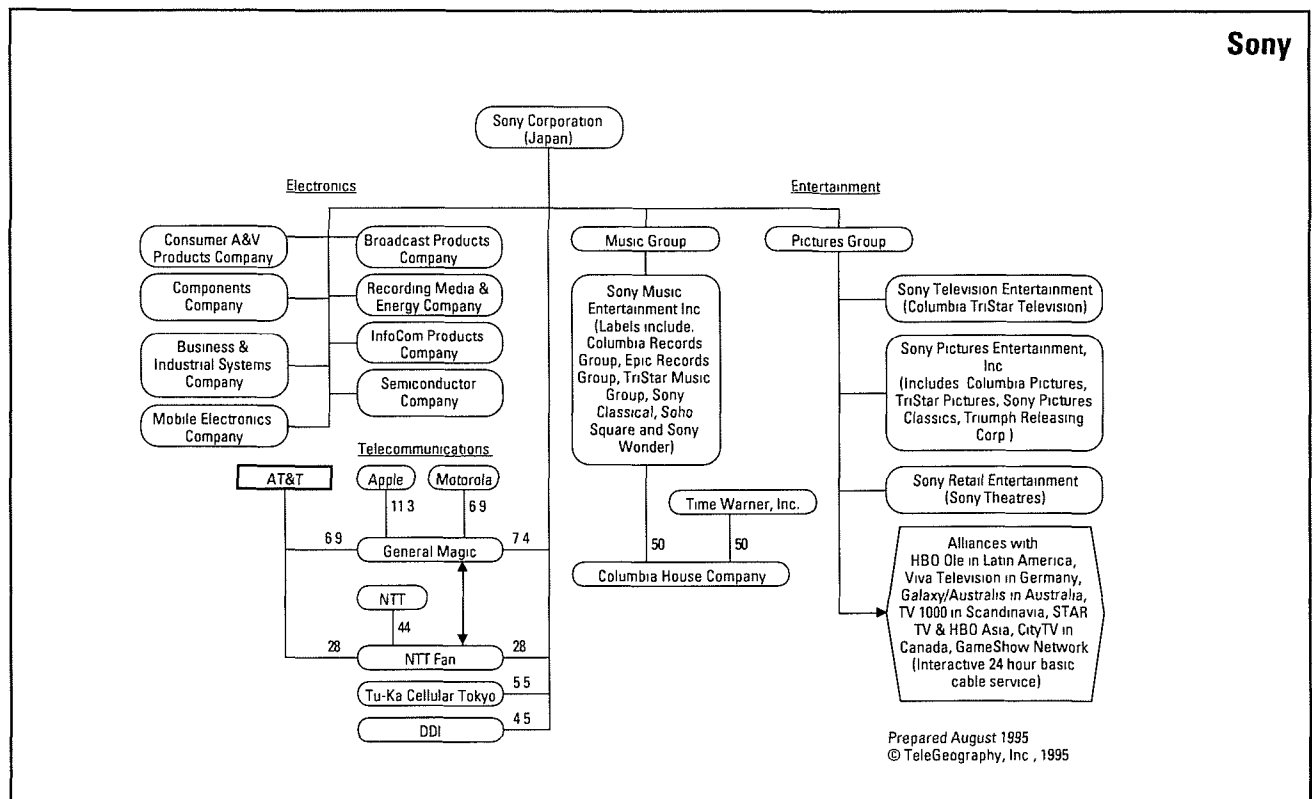 Sony
Sony Corporation
(Japan)
Electronics
Entertainment
Consumer A&V
Products Company
Broadcast Products
Company
Components
Company
Recording Media &
Energy Company
Business &
Industrial Systems
Company
InfoCom Products
Company
Semiconductor
Company
Mobile Electronics
Company
Music Group
Pictures Group
Sony Music
Entertainment Inc
(Labels include.
Columbia Records
Group, Epic Records
Group, TriStar Music
Group, Sony
Classical, Soho
Square and Sony
Wonder)
Sony Television Entertainment
(Columbia TriStar Television)
Sony Pictures Entertainment,
Inc
(Includes Columbia Pictures,
TriStar Pictures, Sony Pictures
Classics, Triumph Releasing
Corp )
Sony Retail Entertainment
(Sony Theatres)
Telecommunications
AT&T
Apple
Motorola
11 3
6 9
6 9
General Magic
7 4
NTT
44
28
NTT Fan
28
Tu-Ka Cellular Tokyo
5 5
DDI
4 5
Time Warner, Inc.
50
50
Columbia House Company
Alliances with
HBO Ole in Latin America,
Viva Television in Germany,
Galaxy/Australis in Australia,
TV 1000 in Scandinavia, STAR
TV & HBO Asia, CityTV in
Canada, GameShow Network
(Interactive 24 hour basic
cable service)
Prepared August 1995
© TeleGeography, Inc , 1995